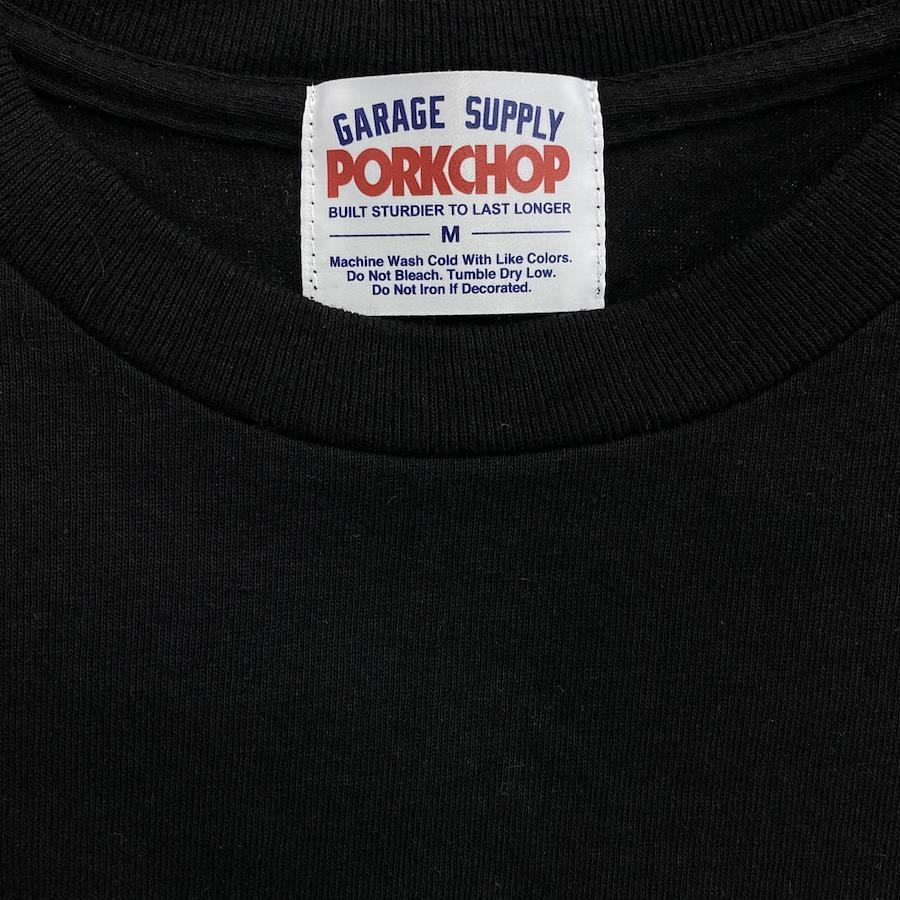 GARAGE SUPPLY
PORKCHOP
BUILT STURDIER TO LAST LONGER
M
Machine Wash Cold With Like Colors.
Do Not Bleach. Tumble Dry Low.
Do Not Iron If Decorated.